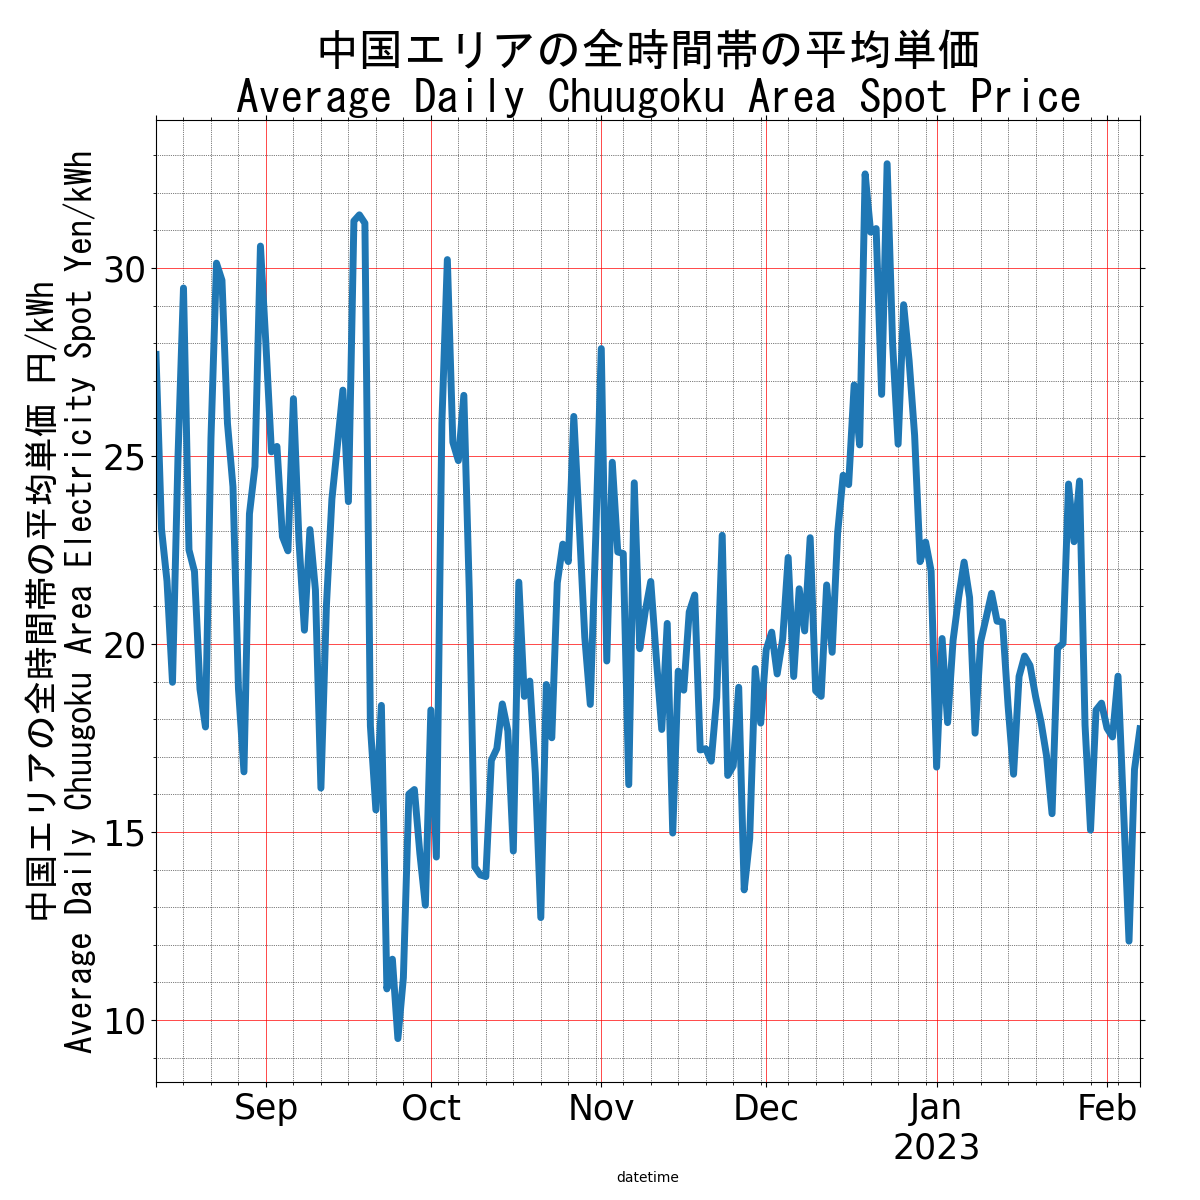 中国エリアの全時間帯の平均単価
Average Daily Chuugoku Area Spot Price
中国エリアの全時間帯の平均単価 円/kWh
Average Daily Chuugoku Area Electricity Spot Yen/kWh
30
25
20
15
10
Sep Oct Nov Dec Jan Feb
2023
datetime